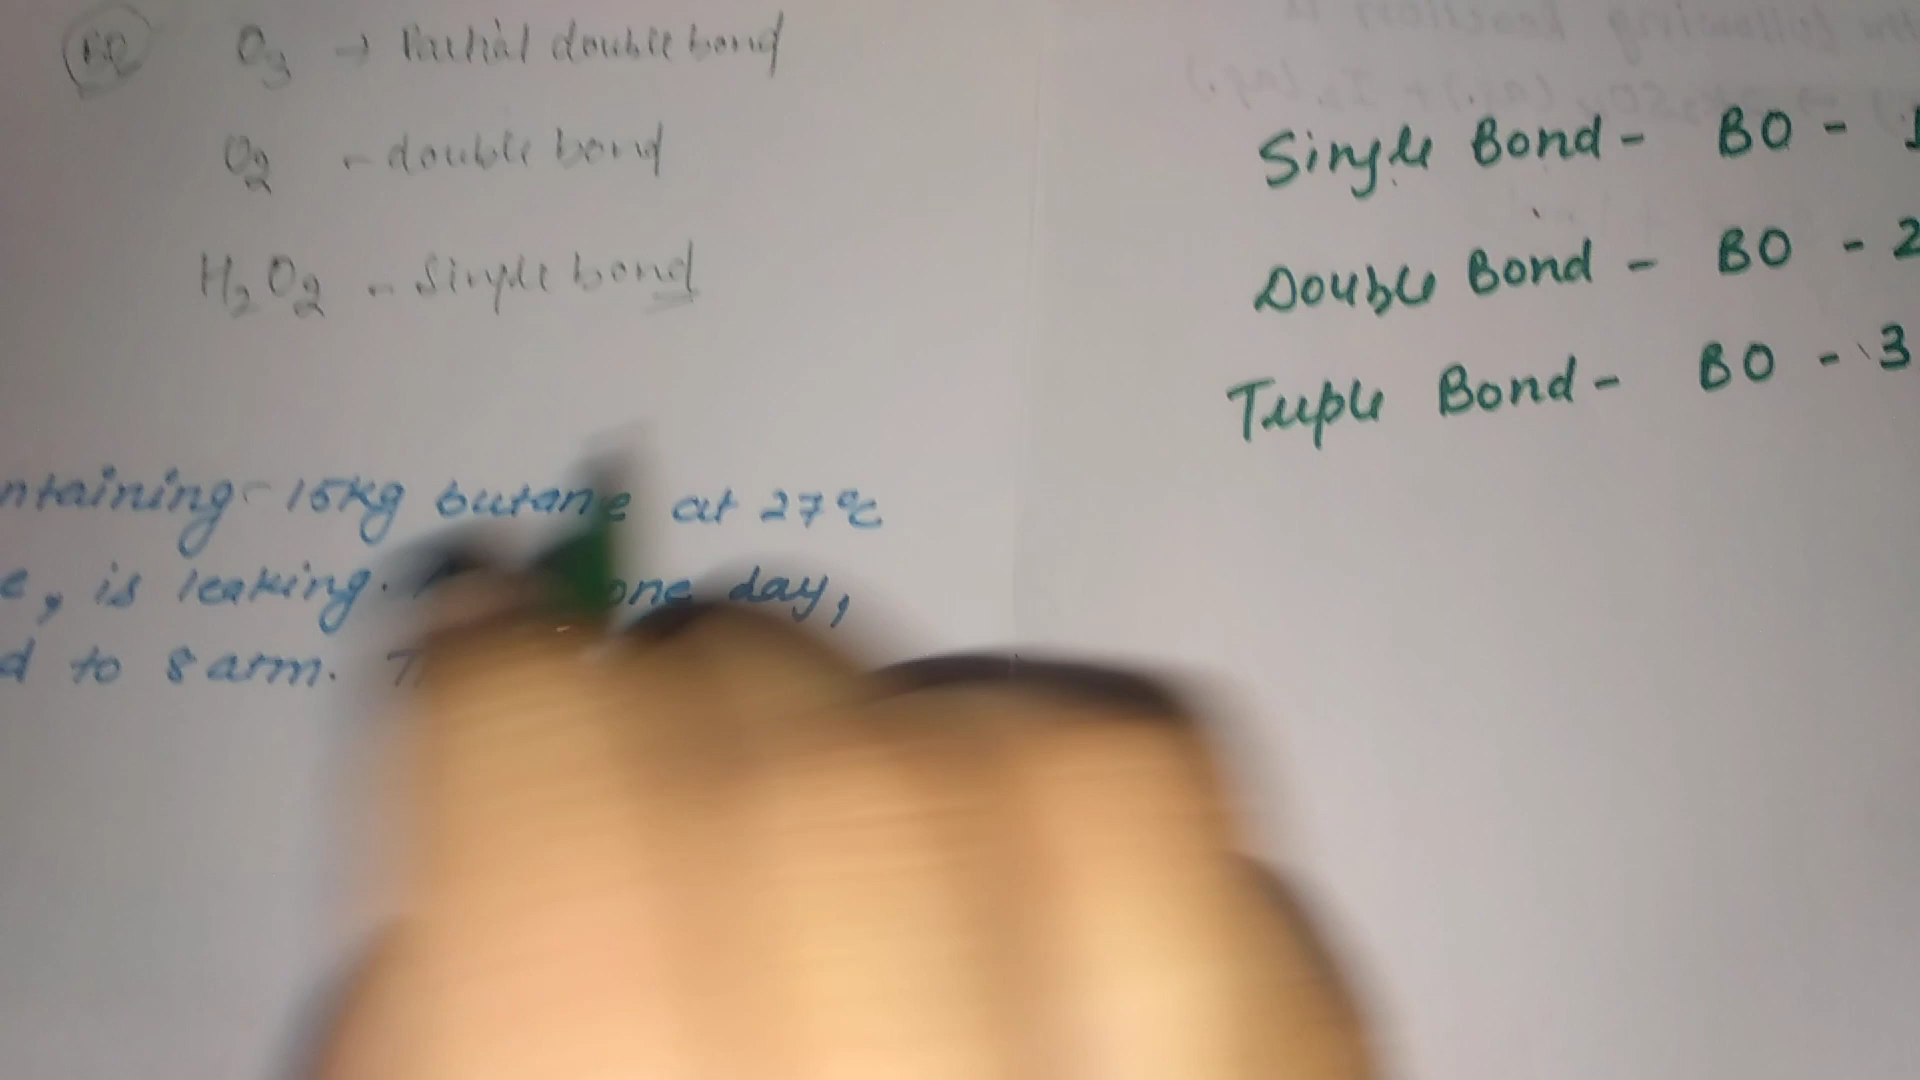 O3 → Partial double bond
O2 - double bond
H2O2 - Single bond
Single Bond - BO - 1
Double Bond - BO - 2
Triple Bond - BO - 3
ntaining - 15kg butane at 27°C
e, is leaking. one day,
d to 8 atm.